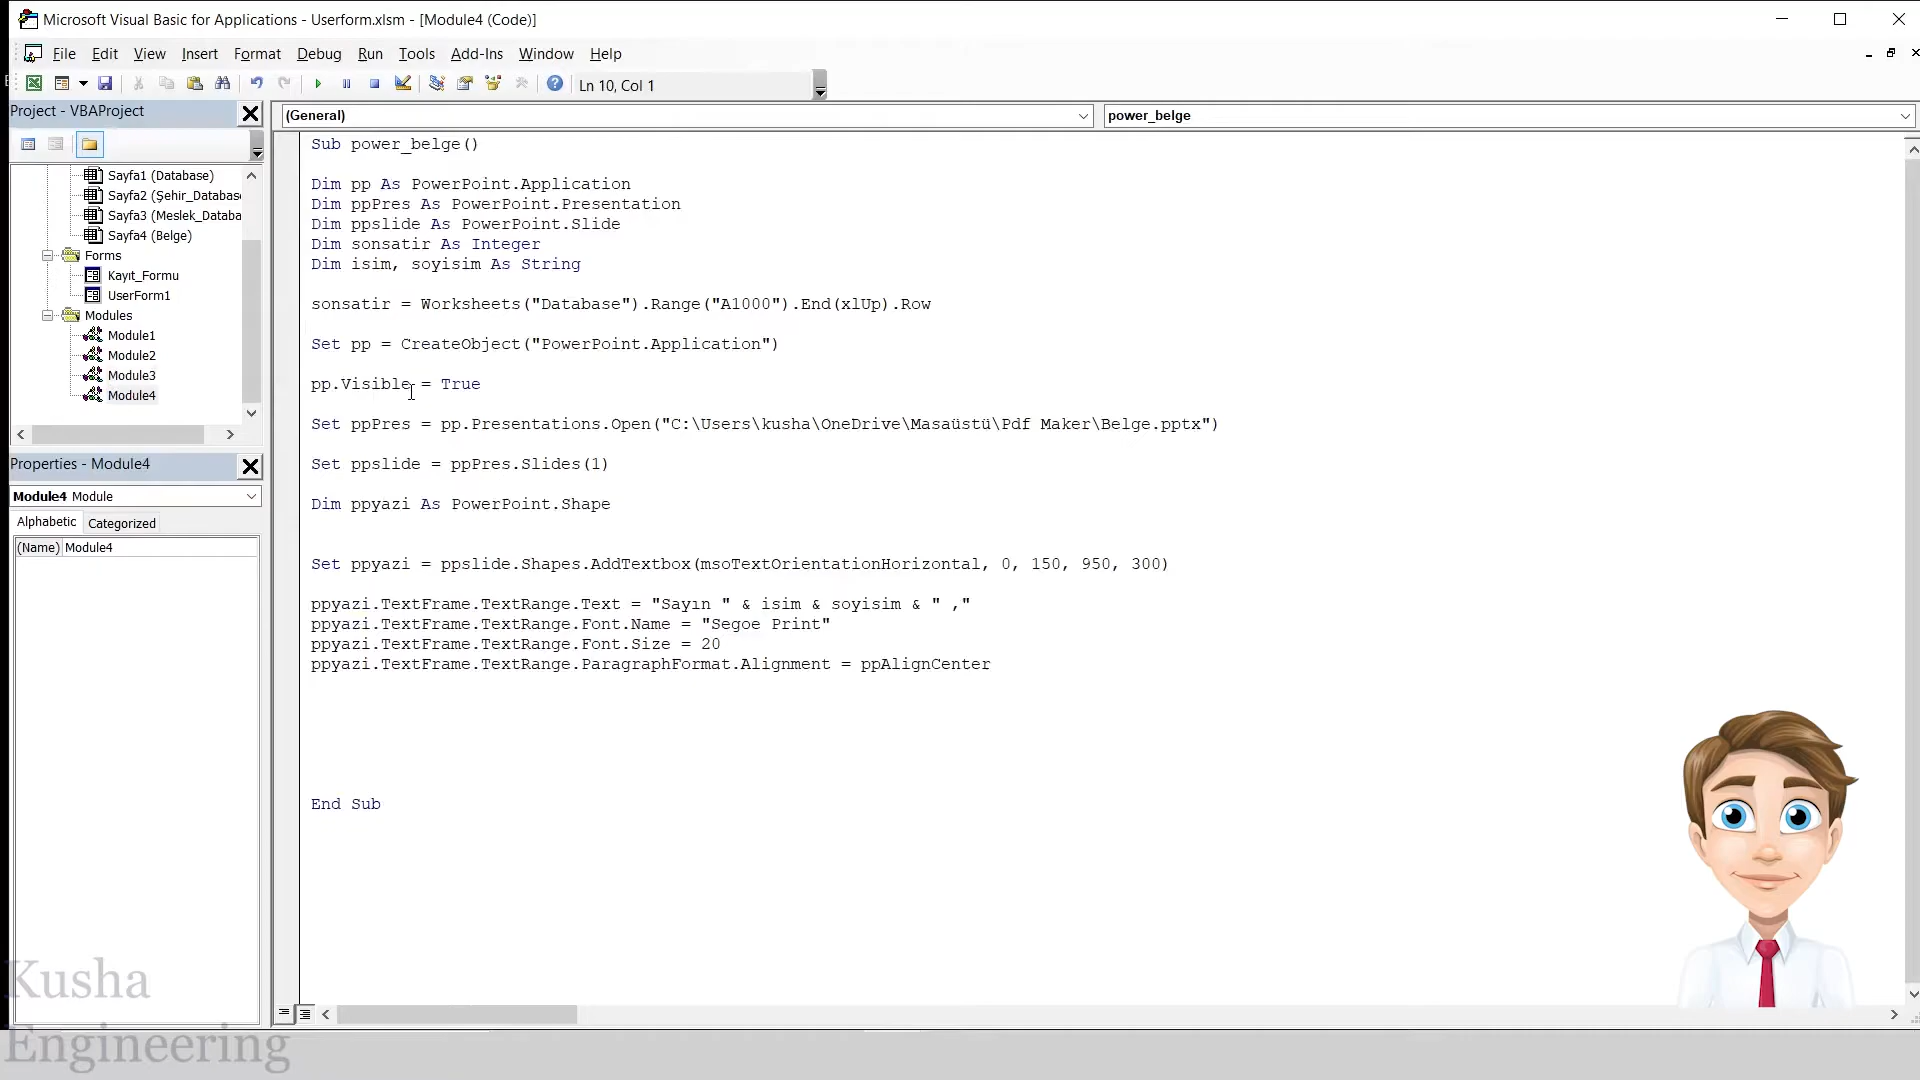 Microsoft Visual Basic for Applications - Userform.xlsm - [Module4 (Code)]
File Edit View Insert Format Debug Run Tools Add-Ins Window Help
Ln 10, Col 1
Project - VBAProject
Sayfa1 (Database)
Sayfa2 (Şehir_Databas
Sayfa3 (Meslek_Databa
Sayfa4 (Belge)
Forms
Kayıt_Formu
UserForm1
Modules
Module1
Module2
Module3
Module4
Properties - Module4
Module4 Module
Alphabetic Categorized
(Name) Module4
(General) power_belge
Sub power_belge()
Dim pp As PowerPoint.Application
Dim ppPres As PowerPoint.Presentation
Dim ppslide As PowerPoint.Slide
Dim sonsatir As Integer
Dim isim, soyisim As String
sonsatir = Worksheets("Database").Range("A1000").End(xlUp).Row
Set pp = CreateObject("PowerPoint.Application")
pp.Visible = True
Set ppPres = pp.Presentations.Open("C:\Users\kusha\OneDrive\Masaüstü\Pdf Maker\Belge.pptx")
Set ppslide = ppPres.Slides(1)
Dim ppyazi As PowerPoint.Shape
Set ppyazi = ppslide.Shapes.AddTextbox(msoTextOrientationHorizontal, 0, 150, 950, 300)
ppyazi.TextFrame.TextRange.Text = "Sayın " & isim & soyisim & " ,"
ppyazi.TextFrame.TextRange.Font.Name = "Segoe Print"
ppyazi.TextFrame.TextRange.Font.Size = 20
ppyazi.TextFrame.TextRange.ParagraphFormat.Alignment = ppAlignCenter
End Sub
Kusha
Engineering